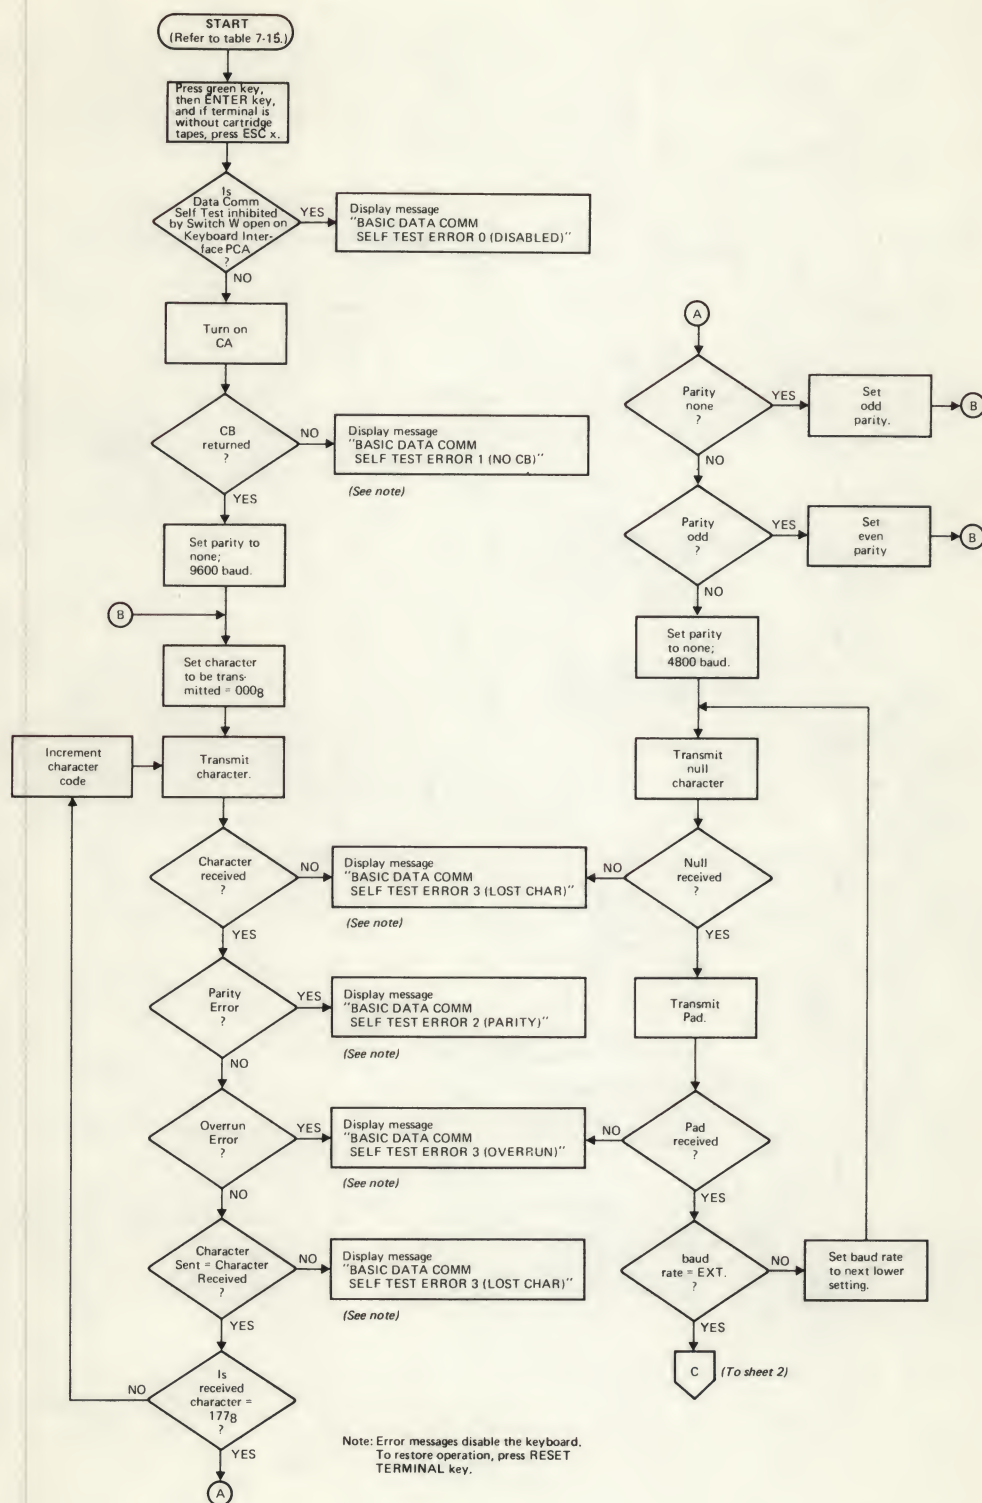 START
(Refer to table 7-15.)
Press green key,
then ENTER key,
and if terminal is
without cartridge
tapes, press ESC x.
Is
Data Comm
Self Test inhibited
by Switch W open on
Keyboard Inter-
face PCA
?
YES
Display message
"BASIC DATA COMM
SELF TEST ERROR 0 (DISABLED)"
NO
Turn on
CA
CB
returned
?
NO
Display message
"BASIC DATA COMM
SELF TEST ERROR 1 (NO CB)"
(See note)
YES
Set parity to
none;
9600 baud.
B
Set character
to be trans-
mitted = 000₈
Increment
character
code
Transmit
character.
Character
received
?
NO
Display message
"BASIC DATA COMM
SELF TEST ERROR 3 (LOST CHAR)"
(See note)
YES
Parity
Error
?
YES
Display message
"BASIC DATA COMM
SELF TEST ERROR 2 (PARITY)"
(See note)
NO
Overrun
Error
?
YES
Display message
"BASIC DATA COMM
SELF TEST ERROR 3 (OVERRUN)"
(See note)
NO
Character
Sent = Character
Received
?
NO
Display message
"BASIC DATA COMM
SELF TEST ERROR 3 (LOST CHAR)"
(See note)
YES
Is
received
character =
177₈
?
NO
YES
A
A
Parity
none
?
YES
Set
odd
parity.
B
NO
Parity
odd
?
YES
Set
even
parity
B
NO
Set parity
to none;
4800 baud.
Transmit
null
character
Null
received
?
NO
YES
Transmit
Pad.
Pad
received
?
NO
YES
baud
rate = EXT.
?
NO
Set baud rate
to next lower
setting.
YES
C
(To sheet 2)
Note: Error messages disable the keyboard.
To restore operation, press RESET
TERMINAL key.